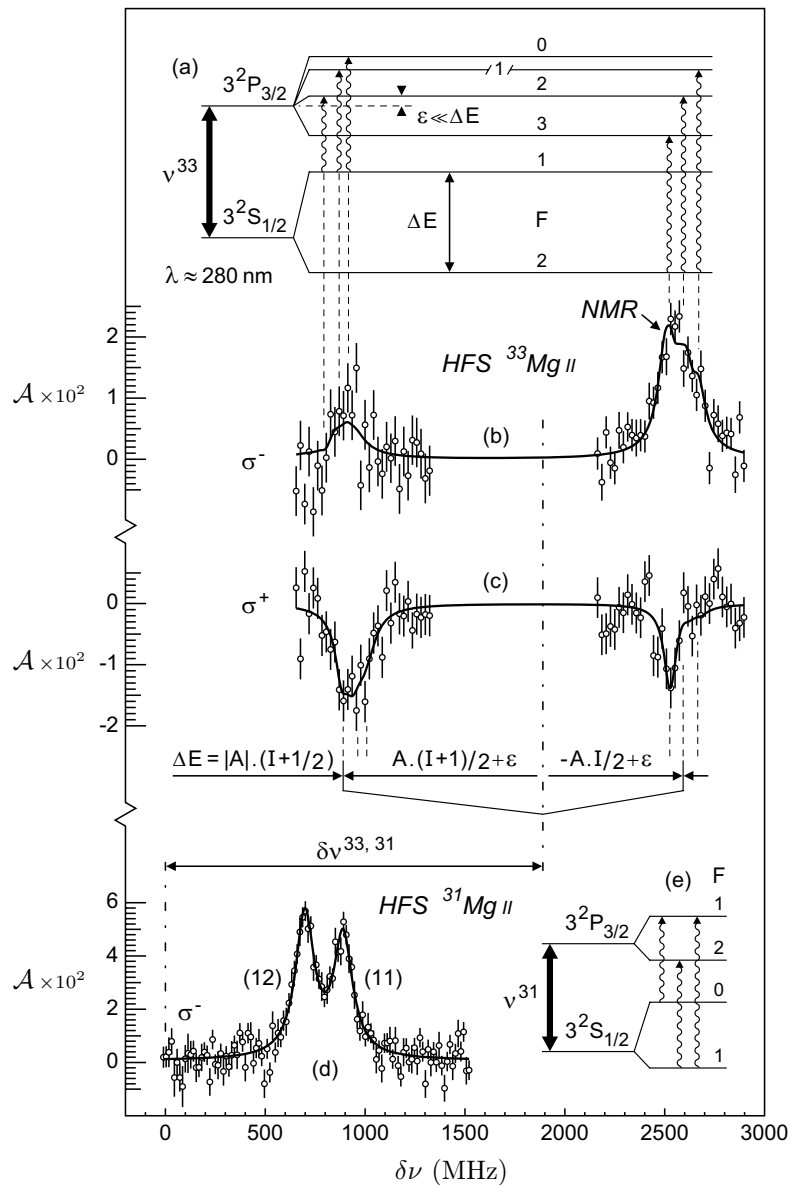 (a)
0
1
3²P₃/₂
2
ε≪ΔE
3
ν³³
1
3²S₁/₂
ΔE
F
λ ≈ 280 nm
2
2
NMR
HFS ³³Mg II
𝒜 ×10²
1
(b)
0
σ⁻
σ⁺
(c)
0
𝒜 ×10²
-1
-2
ΔE = |A|.(I+1/2)
A.(I+1)/2+ε
-A.I/2+ε
δν³³, ³¹
6
HFS ³¹Mg II
(e)
F
1
3²P₃/₂
2
4
𝒜 ×10²
(12)
(11)
ν³¹
0
2
σ⁻
3²S₁/₂
1
0
(d)
0
500
1000
1500
2000
2500
3000
δν (MHz)